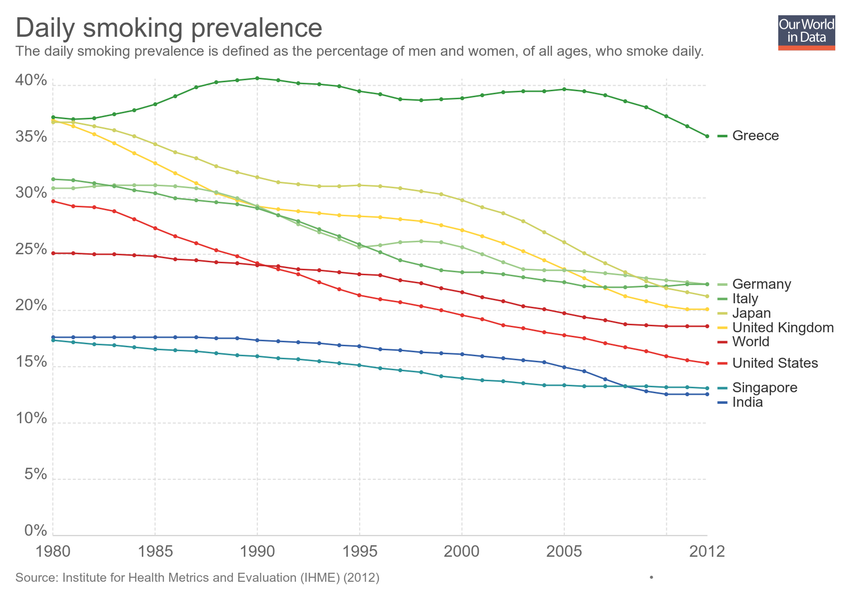 Daily smoking prevalence
The daily smoking prevalence is defined as the percentage of men and women, of all ages, who smoke daily.
Our World
in Data
40%
35%
30%
25%
20%
15%
10%
5%
0%
Greece
Germany
Italy
Japan
United Kingdom
World
United States
Singapore
India
1980 1985 1990 1995 2000 2005 2012
Source: Institute for Health Metrics and Evaluation (IHME) (2012)